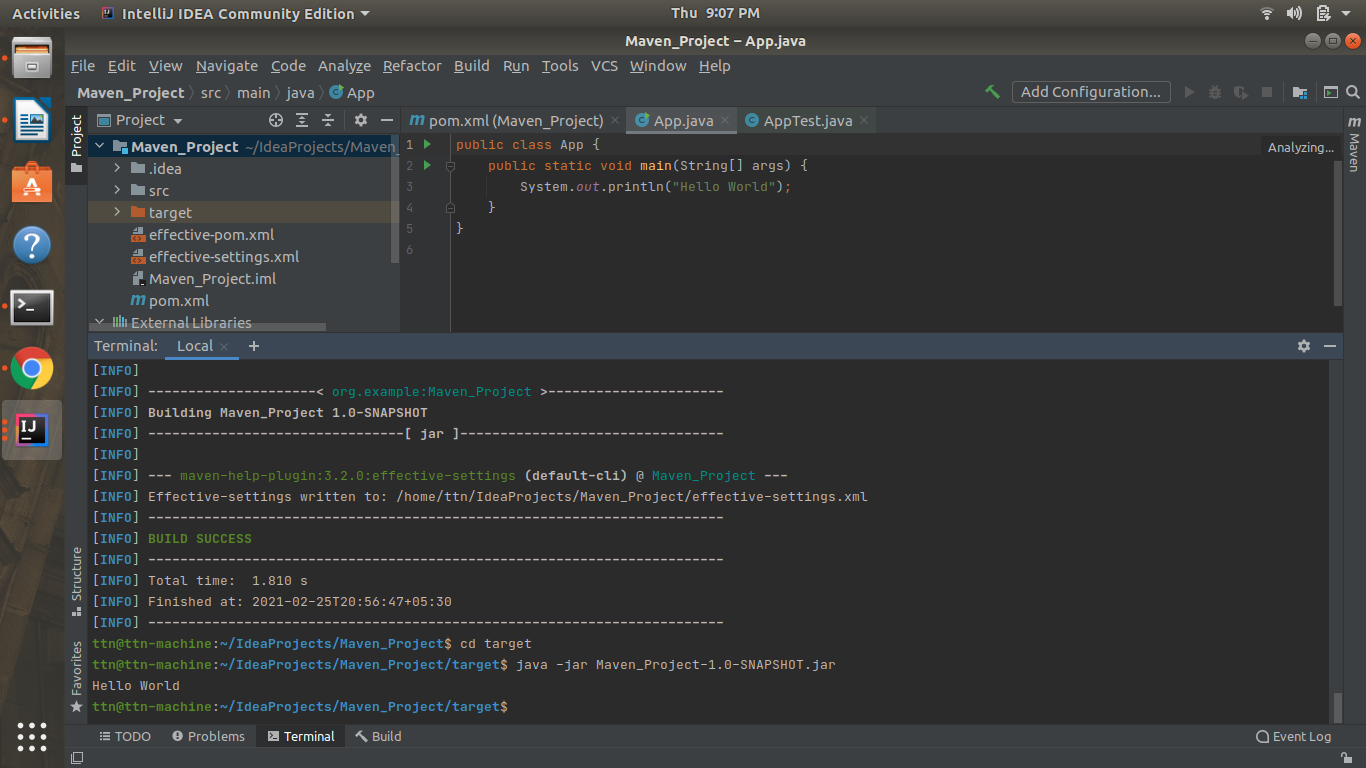 Activities IntelliJ IDEA Community Edition Thu 9:07 PM
Maven_Project – App.java
File Edit View Navigate Code Analyze Refactor Build Run Tools VCS Window Help
Maven_Project src main java App Add Configuration...
Project
Project
pom.xml (Maven_Project) App.java AppTest.java
Maven
Maven_Project ~/IdeaProjects/Maven_
.idea
src
target
effective-pom.xml
effective-settings.xml
Maven_Project.iml
pom.xml
External Libraries
1 public class App {
Analyzing...
2 public static void main(String[] args) {
3 System.out.println("Hello World");
4 }
5 }
6
Terminal: Local +
[INFO]
[INFO] ---------------------< org.example:Maven_Project >----------------------
[INFO] Building Maven_Project 1.0-SNAPSHOT
[INFO] --------------------------------[ jar ]---------------------------------
[INFO]
[INFO] --- maven-help-plugin:3.2.0:effective-settings (default-cli) @ Maven_Project ---
[INFO] Effective-settings written to: /home/ttn/IdeaProjects/Maven_Project/effective-settings.xml
[INFO] ------------------------------------------------------------------------
[INFO] BUILD SUCCESS
[INFO] ------------------------------------------------------------------------
[INFO] Total time:  1.810 s
[INFO] Finished at: 2021-02-25T20:56:47+05:30
[INFO] ------------------------------------------------------------------------
ttn@ttn-machine:~/IdeaProjects/Maven_Project$ cd target
ttn@ttn-machine:~/IdeaProjects/Maven_Project/target$ java -jar Maven_Project-1.0-SNAPSHOT.jar
Hello World
ttn@ttn-machine:~/IdeaProjects/Maven_Project/target$
Structure
Favorites
TODO Problems Terminal Build Event Log